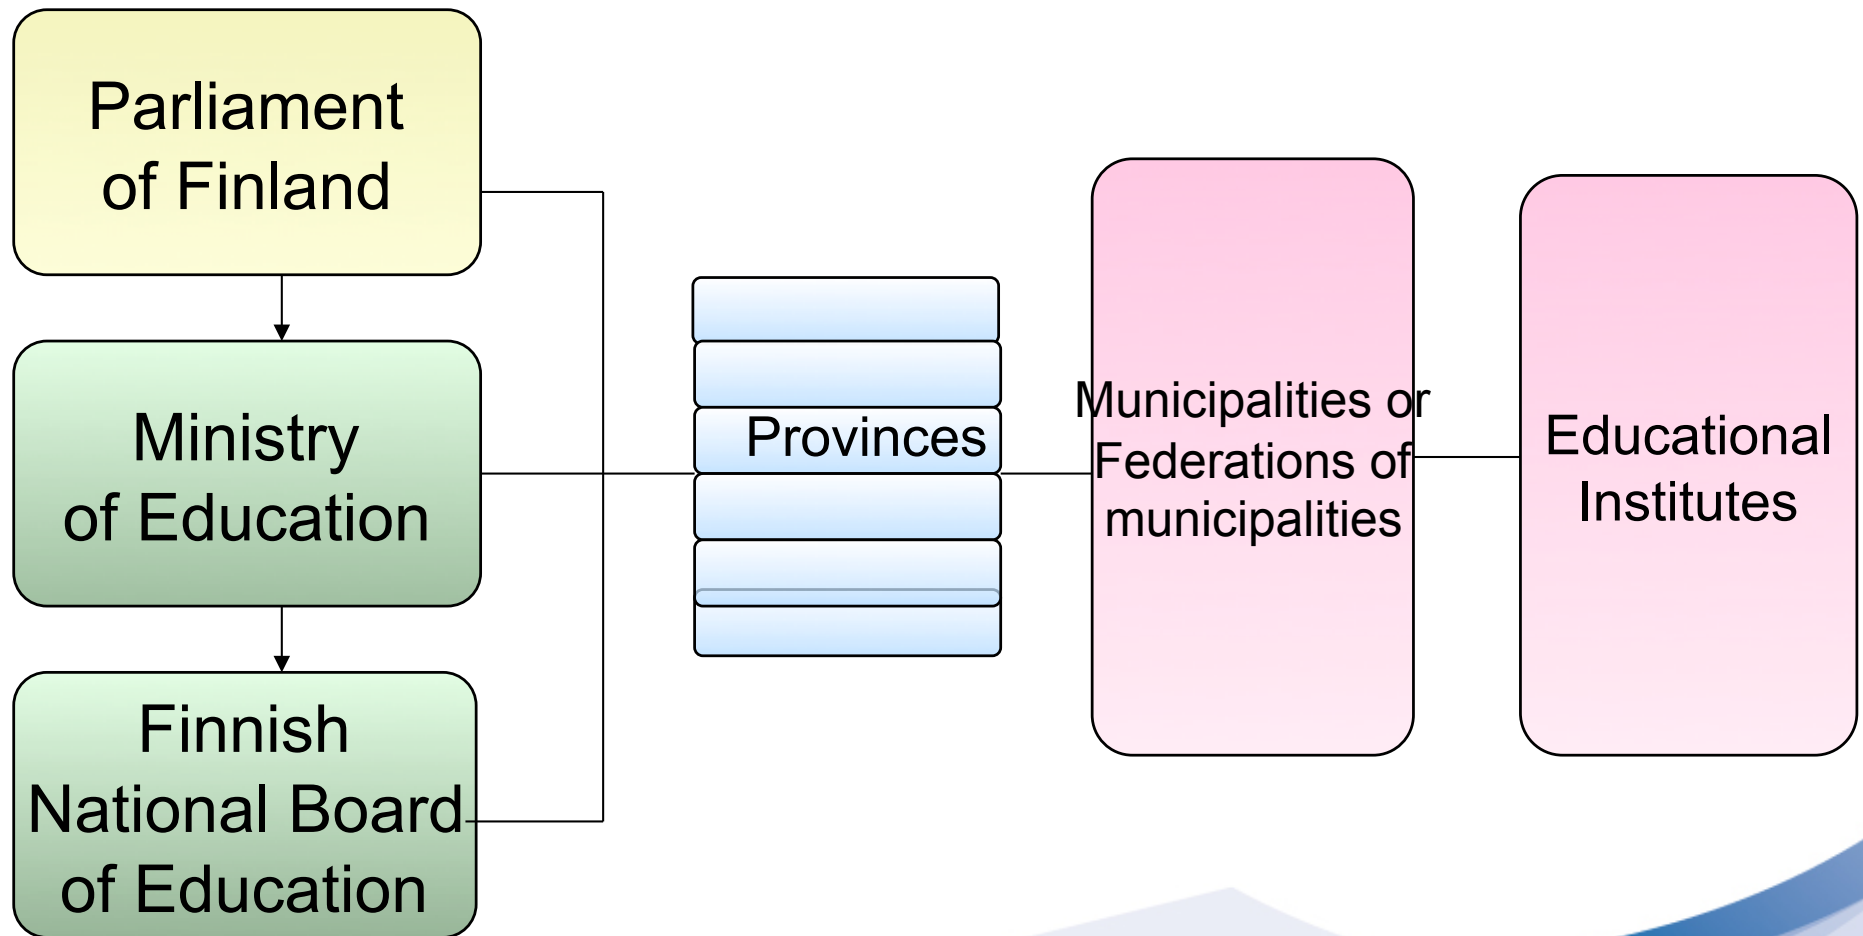 Parliament
of Finland
Ministry
of Education
Finnish
National Board
of Education
Provinces
Municipalities or
Federations of
municipalities
Educational
Institutes